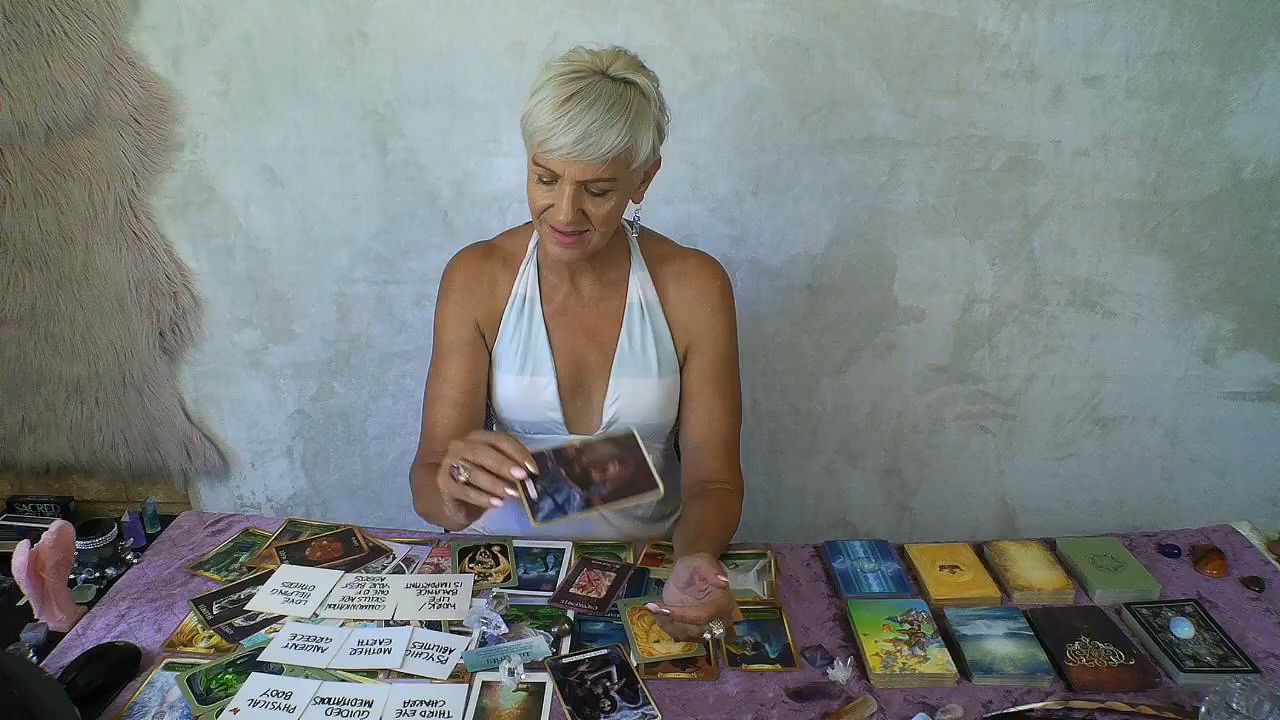 SACRED
LOVE
HELPING
OTHERS
COMMUNICATION
SKILLS ARE
ONE OF
YOUR BEST
ASSETS
WORK/
LIFE
BALANCE
IS IMPORTANT
ANCIENT
GREECE
MOTHER
EARTH
PSYCHIC
ABILITIES
PHYSICAL
BODY
GUIDED
MEDITATIONS
THIRD EYE
CHAKRA